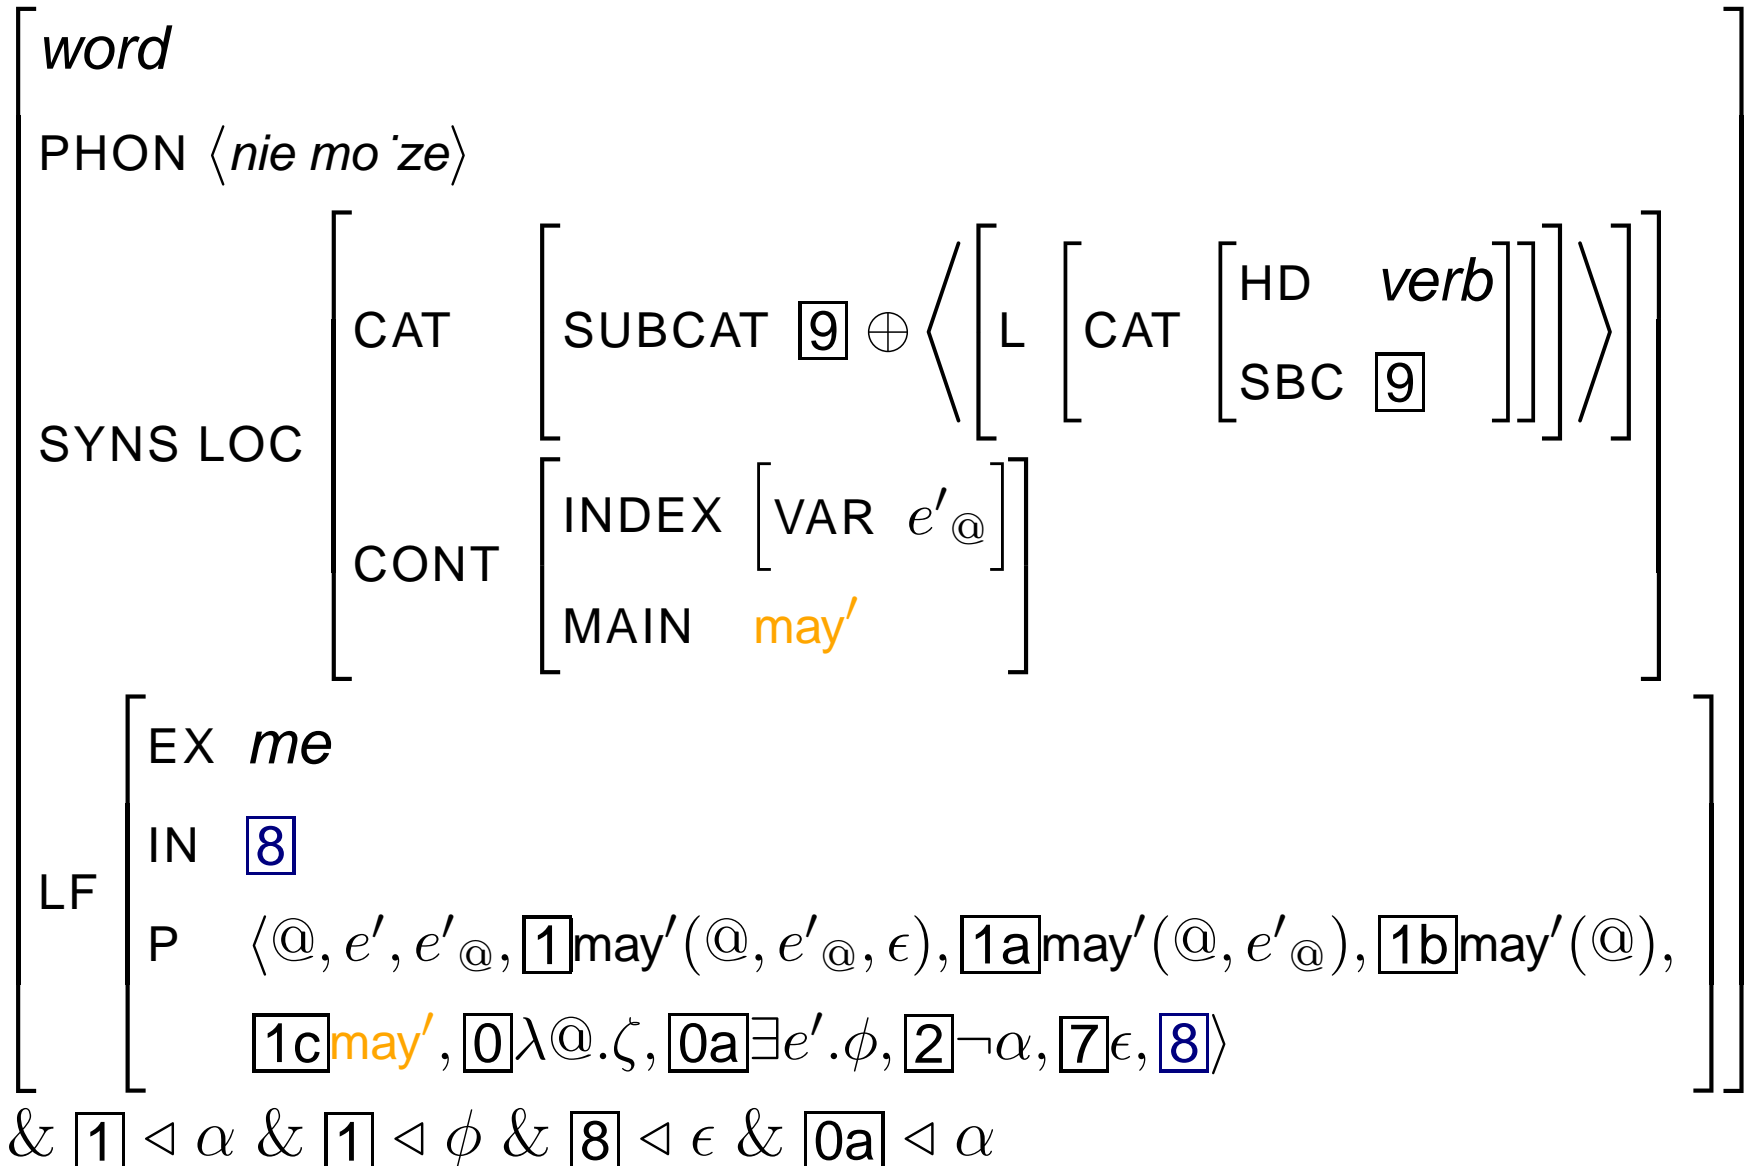 word
PHON ⟨nie mo ˙ze⟩
SYNS LOC
CAT
SUBCAT 9 ⊕ ⟨ [ L [ CAT [ HD verb
SBC 9 ] ] ] ⟩
CONT
INDEX [VAR e′@]
MAIN may′
LF
EX me
IN 8
P ⟨@, e′, e′@, 1 may′(@, e′@, ϵ), 1a may′(@, e′@), 1b may′(@),
1c may′, 0 λ@.ζ, 0a ∃e′.ϕ, 2 ¬α, 7 ϵ, 8⟩
& 1 ◁ α & 1 ◁ ϕ & 8 ◁ ϵ & 0a ◁ α